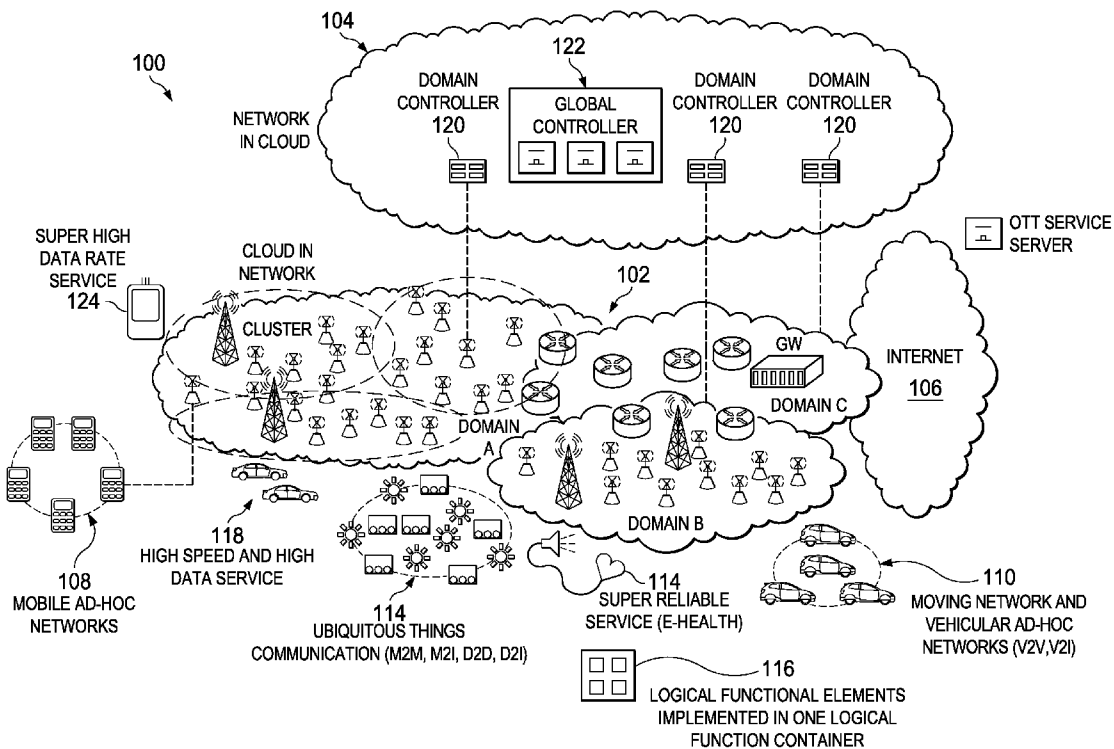 104
100
122
DOMAIN
CONTROLLER
120
GLOBAL
CONTROLLER
DOMAIN
CONTROLLER
120
DOMAIN
CONTROLLER
120
NETWORK
IN CLOUD
OTT SERVICE
SERVER
SUPER HIGH
DATA RATE
SERVICE
124
CLOUD IN
NETWORK
102
CLUSTER
GW
INTERNET
106
DOMAIN C
DOMAIN
A
DOMAIN B
118
HIGH SPEED AND HIGH
DATA SERVICE
108
MOBILE AD-HOC
NETWORKS
114
UBIQUITOUS THINGS
COMMUNICATION (M2M, M2I, D2D, D2I)
114
SUPER RELIABLE
SERVICE (E-HEALTH)
110
MOVING NETWORK AND
VEHICULAR AD-HOC
NETWORKS (V2V,V2I)
116
LOGICAL FUNCTIONAL ELEMENTS
IMPLEMENTED IN ONE LOGICAL
FUNCTION CONTAINER